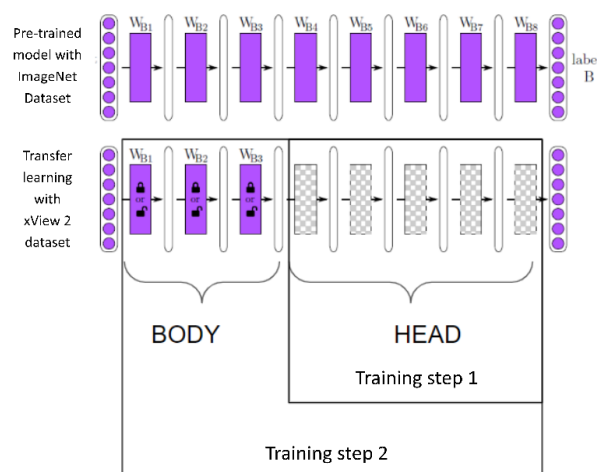 Pre-trained
model with
ImageNet
Dataset
WB1 WB2 WB3 WB4 WB5 WB6 WB7 WB8
labe
B
Transfer
learning
with
xView 2
dataset
WB1 WB2 WB3
or or or
BODY HEAD
Training step 1
Training step 2